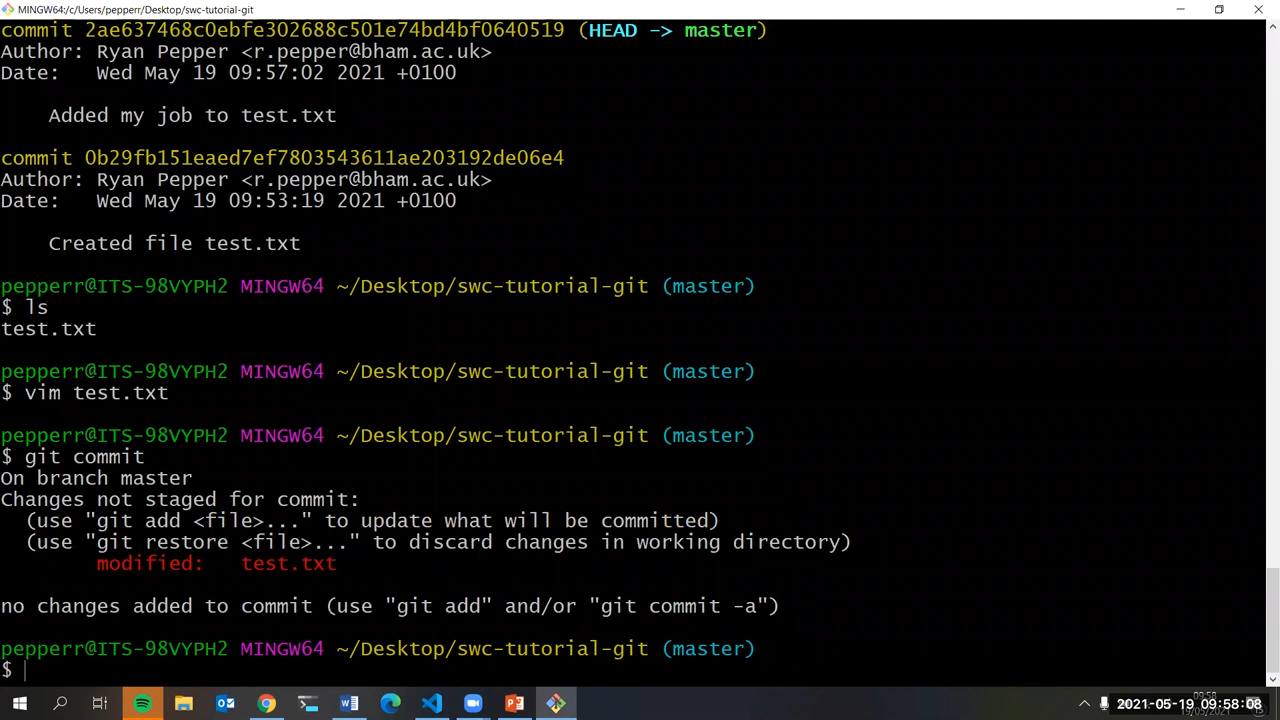 MINGW64:/c/Users/pepperr/Desktop/swc-tutorial-git
commit 2ae637468c0ebfe302688c501e74bd4bf0640519 (HEAD -> master)
Author: Ryan Pepper <r.pepper@bham.ac.uk>
Date:   Wed May 19 09:57:02 2021 +0100
    Added my job to test.txt
commit 0b29fb151eaed7ef7803543611ae203192de06e4
Author: Ryan Pepper <r.pepper@bham.ac.uk>
Date:   Wed May 19 09:53:19 2021 +0100
    Created file test.txt
pepperr@ITS-98VYPH2 MINGW64 ~/Desktop/swc-tutorial-git (master)
$ ls
test.txt
pepperr@ITS-98VYPH2 MINGW64 ~/Desktop/swc-tutorial-git (master)
$ vim test.txt
pepperr@ITS-98VYPH2 MINGW64 ~/Desktop/swc-tutorial-git (master)
$ git commit
On branch master
Changes not staged for commit:
  (use "git add <file>..." to update what will be committed)
  (use "git restore <file>..." to discard changes in working directory)
        modified:   test.txt
no changes added to commit (use "git add" and/or "git commit -a")
pepperr@ITS-98VYPH2 MINGW64 ~/Desktop/swc-tutorial-git (master)
$
09:58
2021-05-19 09:58:08